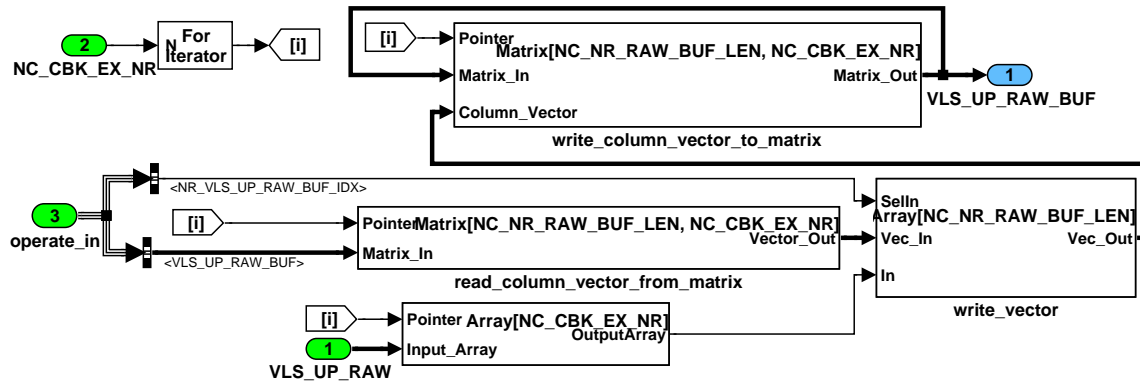 2
NC_CBK_EX_NR
N
For
Iterator
[i]
[i]
Pointer
Matrix[NC_NR_RAW_BUF_LEN, NC_CBK_EX_NR]
Matrix_In
Matrix_Out
Column_Vector
write_column_vector_to_matrix
1
VLS_UP_RAW_BUF
3
operate_in
<NR_VLS_UP_RAW_BUF_IDX>
<VLS_UP_RAW_BUF>
[i]
Pointer
Matrix[NC_NR_RAW_BUF_LEN, NC_CBK_EX_NR]
Vector_Out
Matrix_In
read_column_vector_from_matrix
SelIn
Array[NC_NR_RAW_BUF_LEN]
Vec_In
Vec_Out
In
write_vector
[i]
Pointer
Array[NC_CBK_EX_NR]
OutputArray
Input_Array
1
VLS_UP_RAW